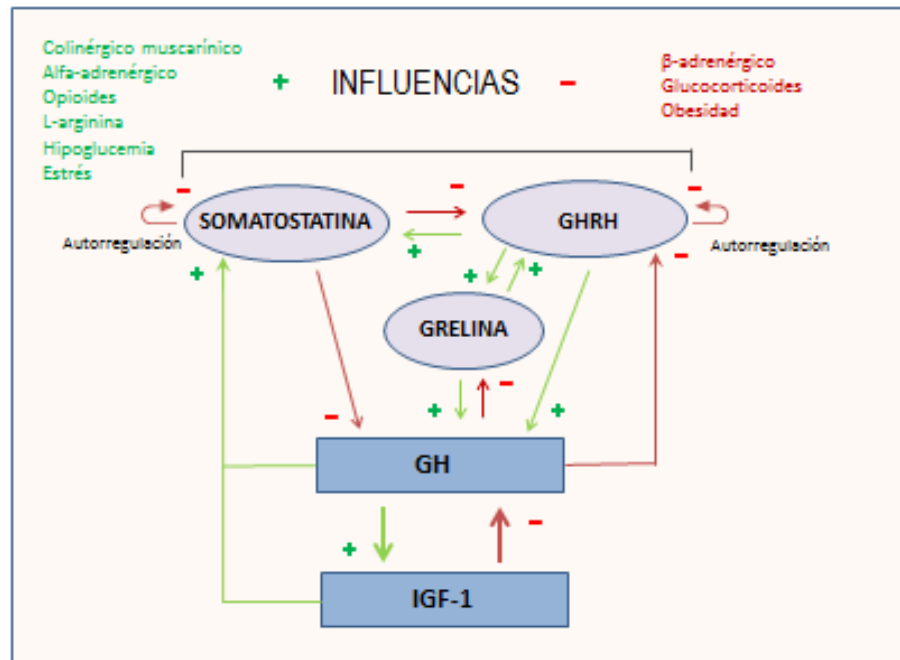 Colinérgico muscarínico
Alfa-adrenérgico
Opioides
L-arginina
Hipoglucemia
Estrés
+ INFLUENCIAS -
β-adrenérgico
Glucocorticoides
Obesidad
- - -
SOMATOSTATINA
GHRH
Autorregulación
+ + -
Autorregulación
+ +
GRELINA
- + - +
GH
+ -
IGF-1